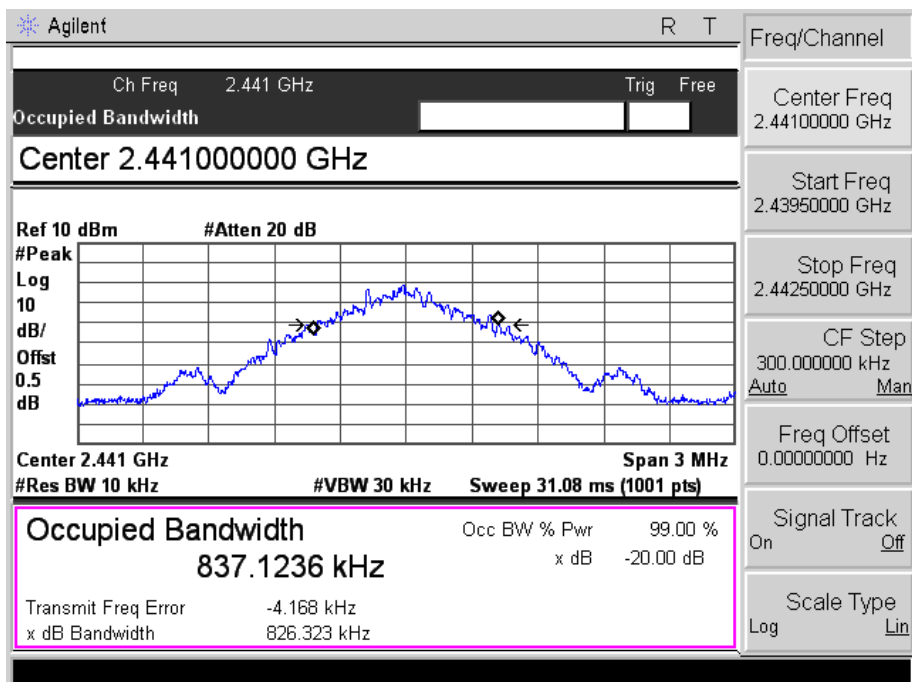 Agilent R T
Ch Freq 2.441 GHz Trig Free
Occupied Bandwidth
Center 2.441000000 GHz
Ref 10 dBm #Atten 20 dB
#Peak
Log
10
dB/
Offst
0.5
dB
Center 2.441 GHz Span 3 MHz
#Res BW 10 kHz #VBW 30 kHz Sweep 31.08 ms (1001 pts)
Occupied Bandwidth
837.1236 kHz
Occ BW % Pwr 99.00 %
x dB -20.00 dB
Transmit Freq Error -4.168 kHz
x dB Bandwidth 826.323 kHz
Freq/Channel
Center Freq
2.44100000 GHz
Start Freq
2.43950000 GHz
Stop Freq
2.44250000 GHz
CF Step
300.000000 kHz
Auto Man
Freq Offset
0.00000000 Hz
Signal Track
On Off
Scale Type
Log Lin